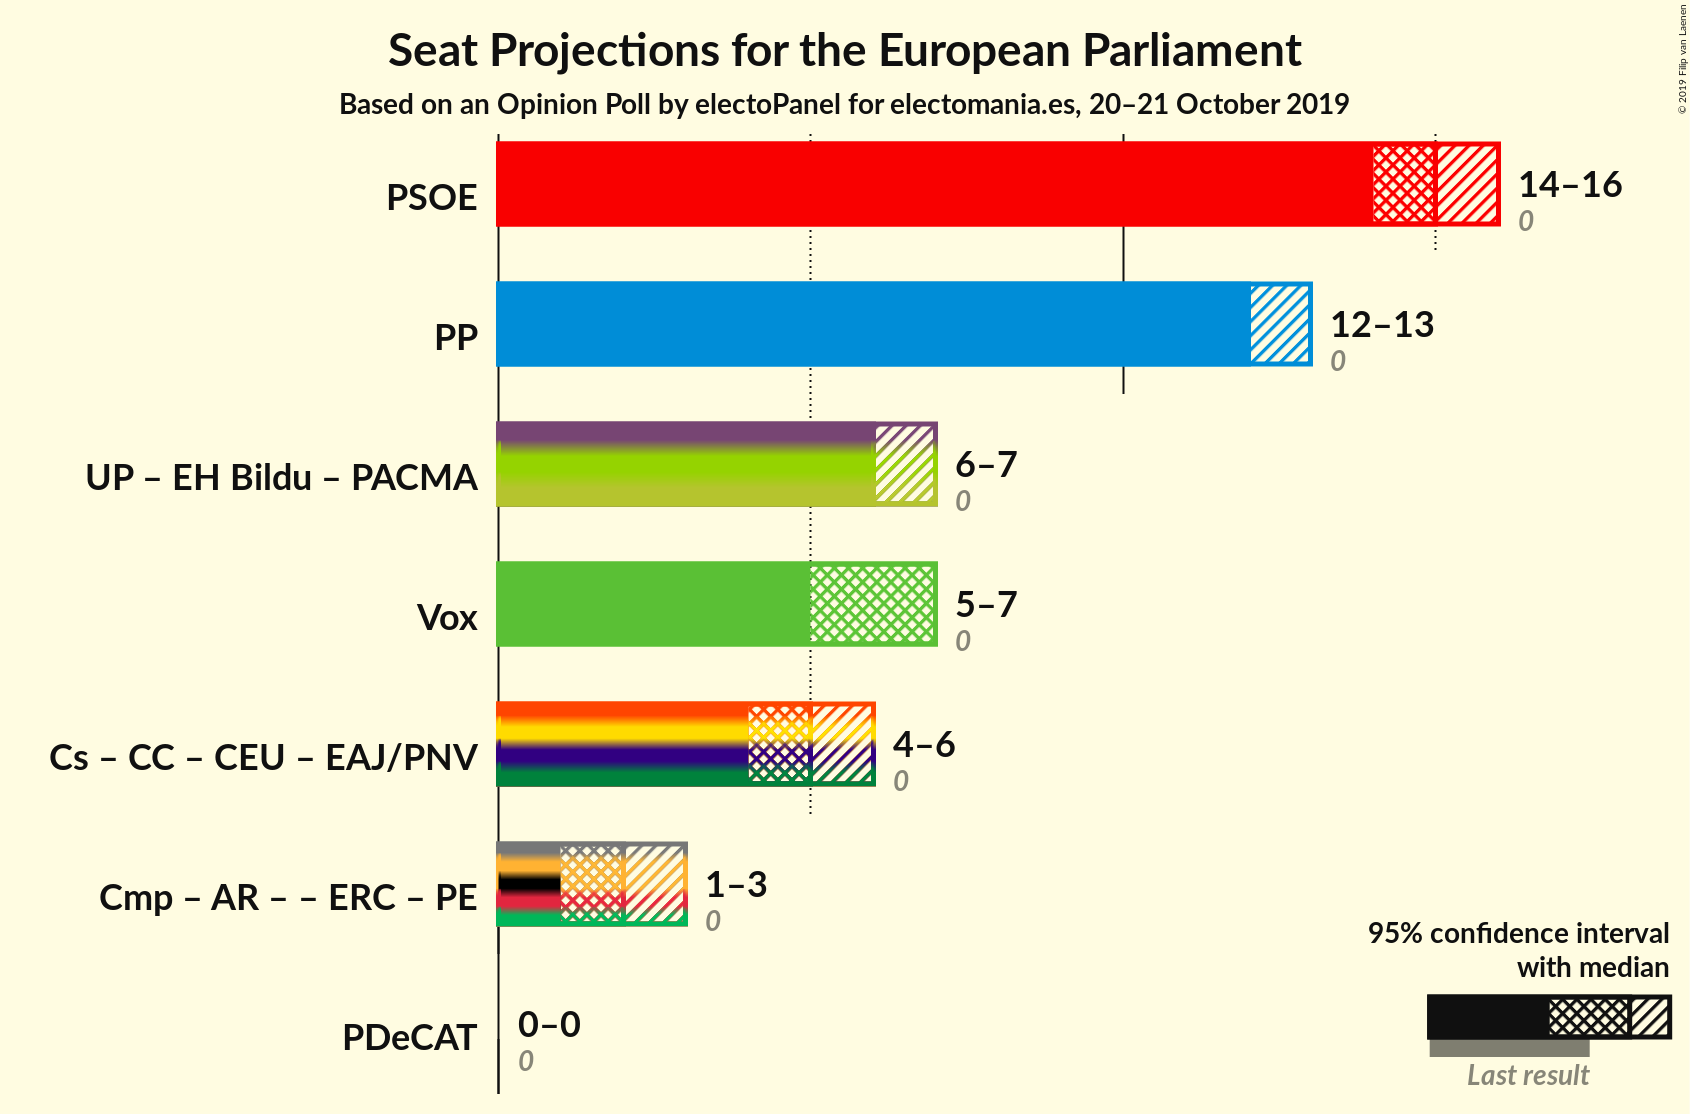 Seat Projections for the European Parliament
Based on an Opinion Poll by electoPanel for electomania.es, 20–21 October 2019
© 2019 Filip van Laenen
PSOE
14–16
0
PP
12–13
0
UP – EH Bildu – PACMA
6–7
0
Vox
5–7
0
Cs – CC – CEU – EAJ/PNV
4–6
0
Cmp – AR – – ERC – PE
1–3
0
PDeCAT
0–0
0
95% confidence interval
with median
Last result